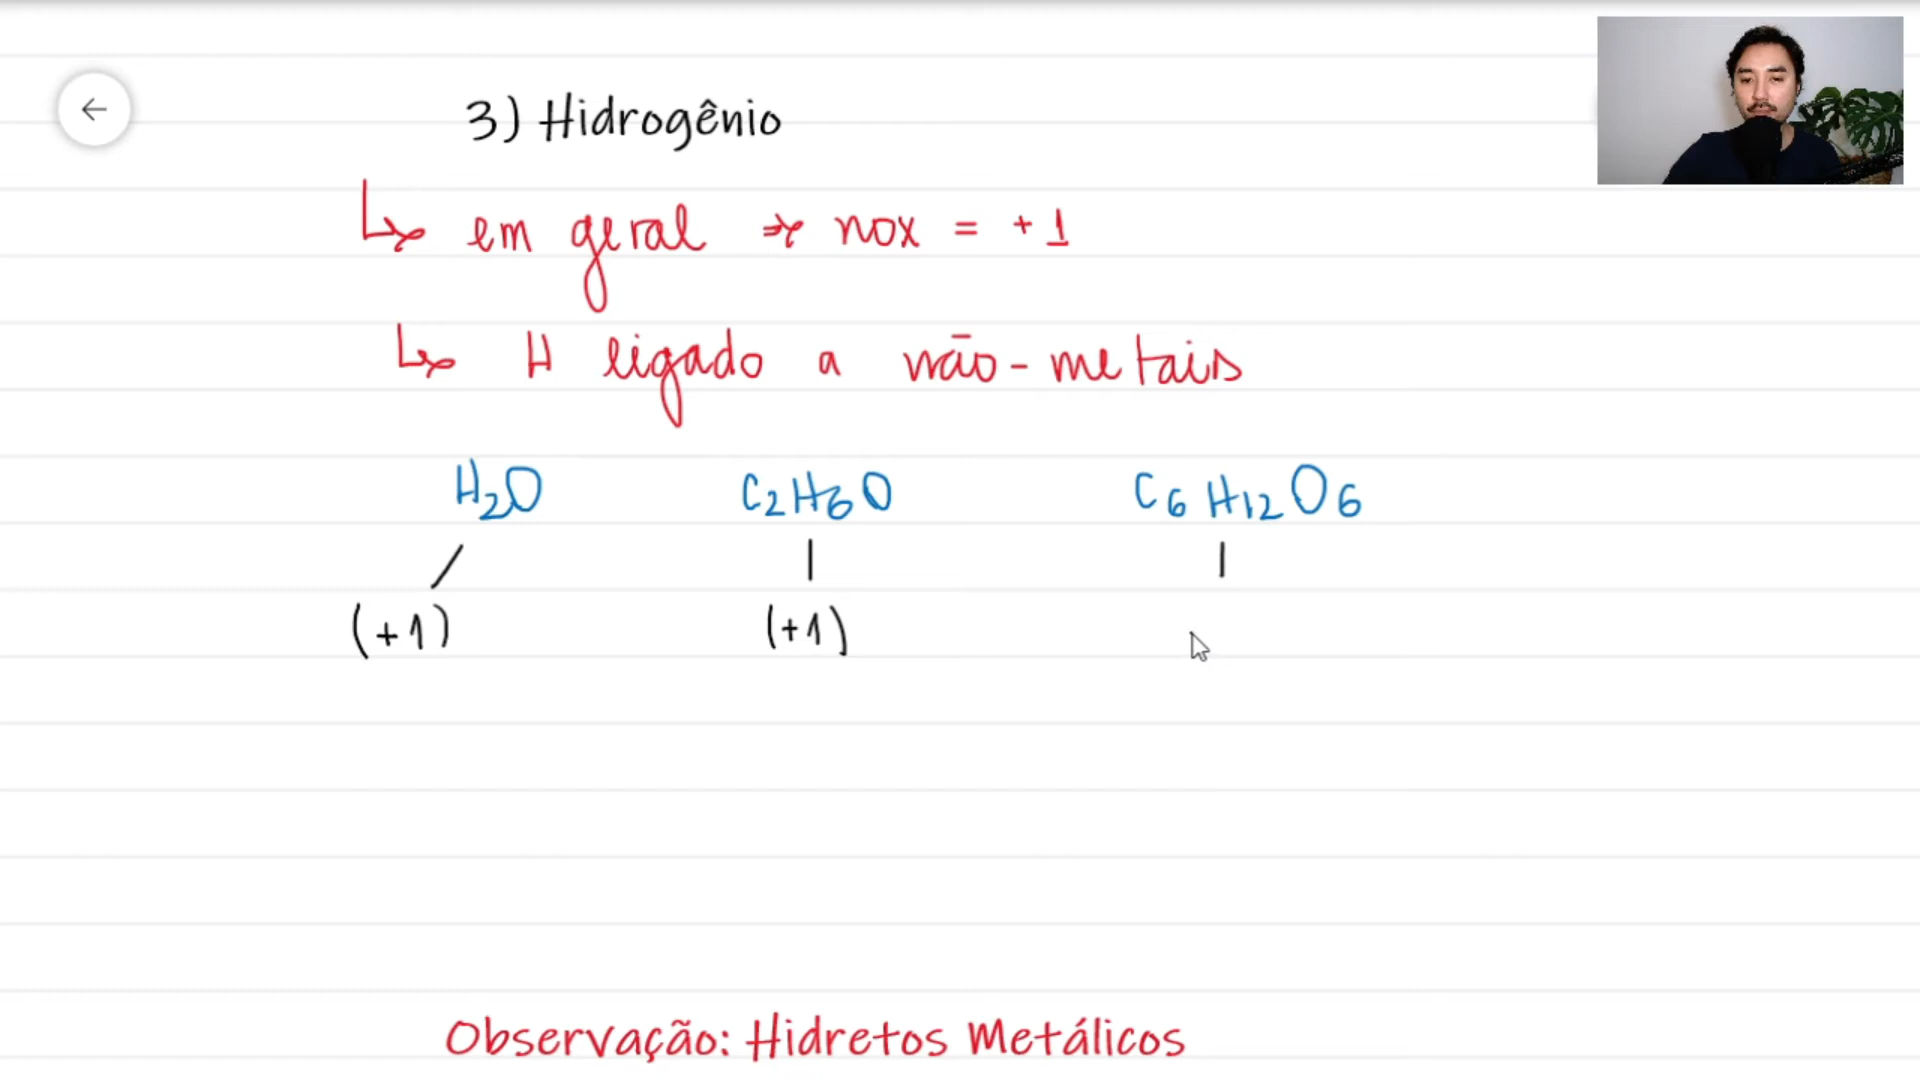 3) Hidrogênio
↳ em geral → nox = +1
↳ H ligado a não-metais
H₂O C₂H₆O C₆H₁₂O₆
(+1) (+1)
Observação: Hidretos Metálicos